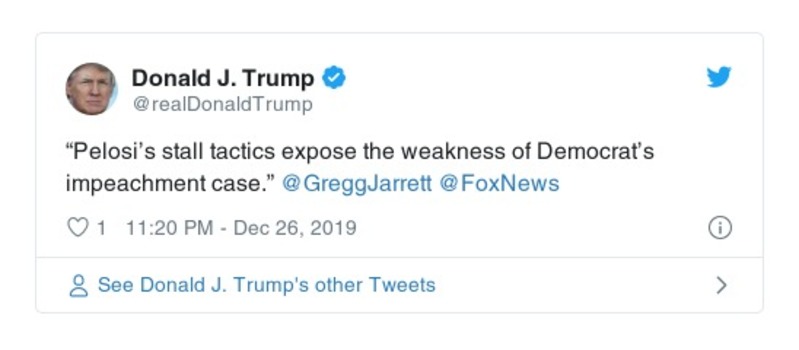 Donald J. Trump
@realDonaldTrump
“Pelosi’s stall tactics expose the weakness of Democrat’s
impeachment case.” @GreggJarrett @FoxNews
1 11:20 PM - Dec 26, 2019
See Donald J. Trump's other Tweets